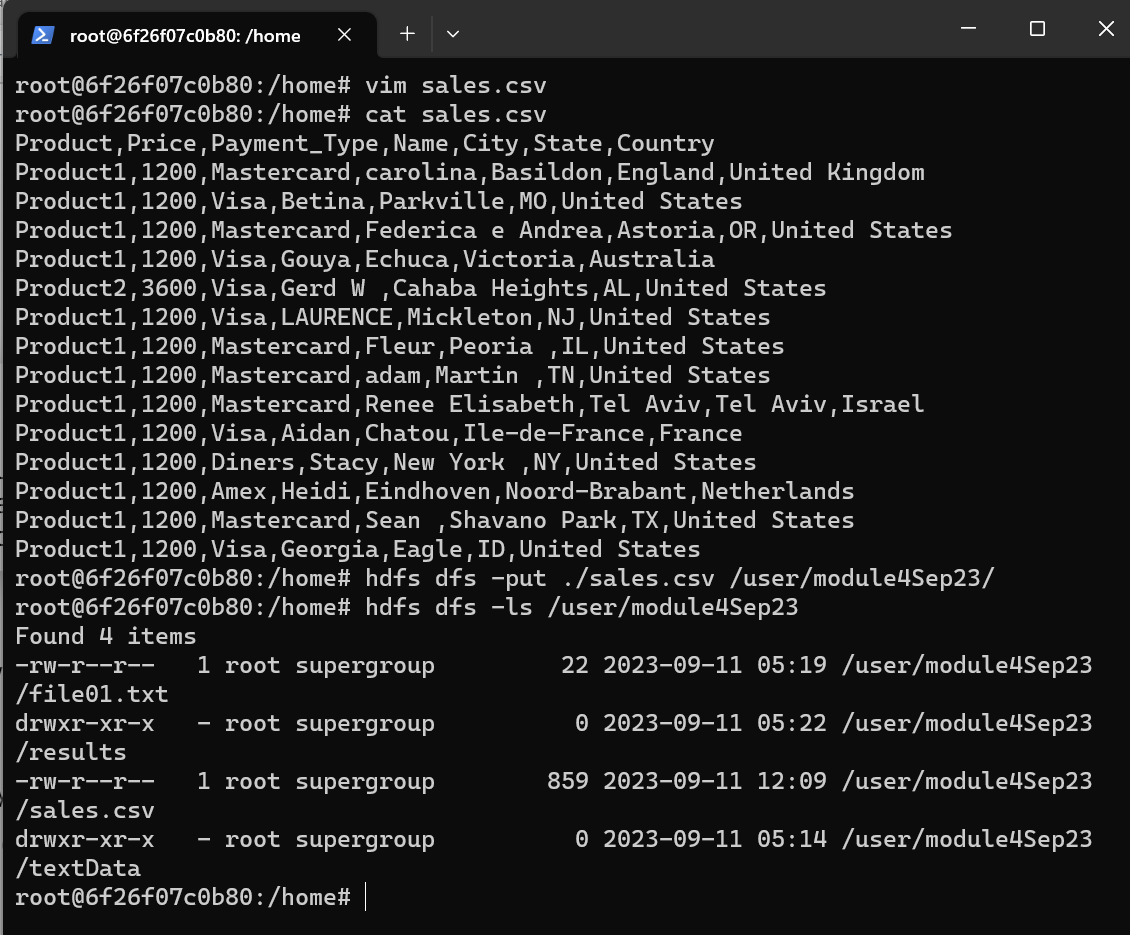 root@6f26f07c0b80: /home
root@6f26f07c0b80:/home# vim sales.csv
root@6f26f07c0b80:/home# cat sales.csv
Product,Price,Payment_Type,Name,City,State,Country
Product1,1200,Mastercard,carolina,Basildon,England,United Kingdom
Product1,1200,Visa,Betina,Parkville,MO,United States
Product1,1200,Mastercard,Federica e Andrea,Astoria,OR,United States
Product1,1200,Visa,Gouya,Echuca,Victoria,Australia
Product2,3600,Visa,Gerd W ,Cahaba Heights,AL,United States
Product1,1200,Visa,LAURENCE,Mickleton,NJ,United States
Product1,1200,Mastercard,Fleur,Peoria ,IL,United States
Product1,1200,Mastercard,adam,Martin ,TN,United States
Product1,1200,Mastercard,Renee Elisabeth,Tel Aviv,Tel Aviv,Israel
Product1,1200,Visa,Aidan,Chatou,Ile-de-France,France
Product1,1200,Diners,Stacy,New York ,NY,United States
Product1,1200,Amex,Heidi,Eindhoven,Noord-Brabant,Netherlands
Product1,1200,Mastercard,Sean ,Shavano Park,TX,United States
Product1,1200,Visa,Georgia,Eagle,ID,United States
root@6f26f07c0b80:/home# hdfs dfs -put ./sales.csv /user/module4Sep23/
root@6f26f07c0b80:/home# hdfs dfs -ls /user/module4Sep23
Found 4 items
-rw-r--r--   1 root supergroup         22 2023-09-11 05:19 /user/module4Sep23
/file01.txt
drwxr-xr-x   - root supergroup          0 2023-09-11 05:22 /user/module4Sep23
/results
-rw-r--r--   1 root supergroup        859 2023-09-11 12:09 /user/module4Sep23
/sales.csv
drwxr-xr-x   - root supergroup          0 2023-09-11 05:14 /user/module4Sep23
/textData
root@6f26f07c0b80:/home#